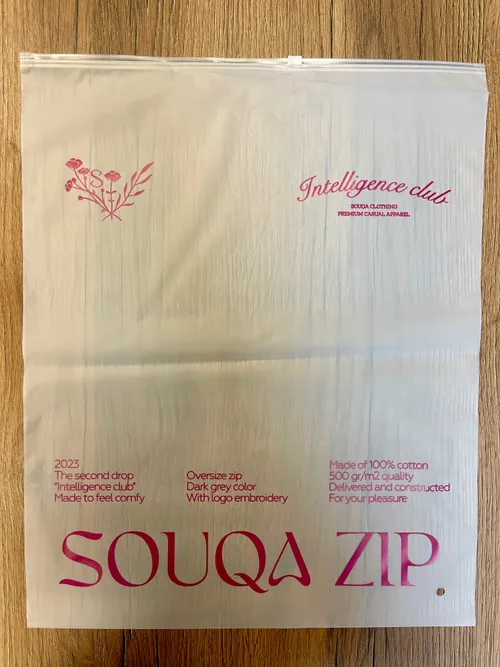 S
Intelligence club
SOUQA CLOTHING
PREMIUM CASUAL APPAREL
2023
The second drop
"Intelligence club"
Made to feel comfy
Oversize zip
Dark grey color
With logo embroidery
Made of 100% cotton
500 gr/m2 quality
Delivered and constructed
For your pleasure
SOUQA ZIP